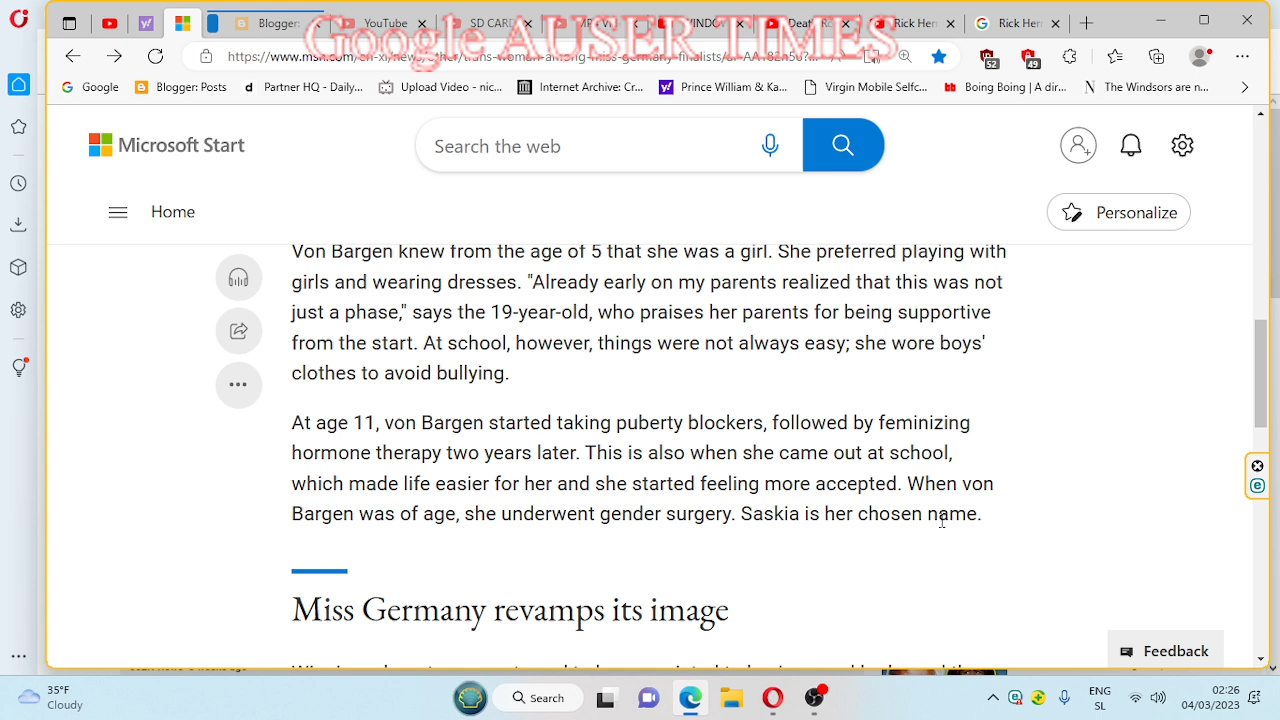 Blogger:
YouTube
SD CARD
MP4 V
WINDOW
Death Ra
Rick Her
Rick Her
Google AUSER TIMES
52
49
Google
Blogger: Posts
Partner HQ - Daily...
Upload Video - nic...
Internet Archive: Cr...
Prince William & Ka...
Virgin Mobile Selfc...
Boing Boing | A dir...
The Windsors are n...
Microsoft Start
Search the web
Home
Personalize
Von Bargen knew from the age of 5 that she was a girl. She preferred playing with
girls and wearing dresses. "Already early on my parents realized that this was not
just a phase," says the 19-year-old, who praises her parents for being supportive
from the start. At school, however, things were not always easy; she wore boys'
clothes to avoid bullying.
At age 11, von Bargen started taking puberty blockers, followed by feminizing
hormone therapy two years later. This is also when she came out at school,
which made life easier for her and she started feeling more accepted. When von
Bargen was of age, she underwent gender surgery. Saskia is her chosen name.
Miss Germany revamps its image
Feedback
35°F
Cloudy
Search
ENG
SL
02:26
04/03/2023